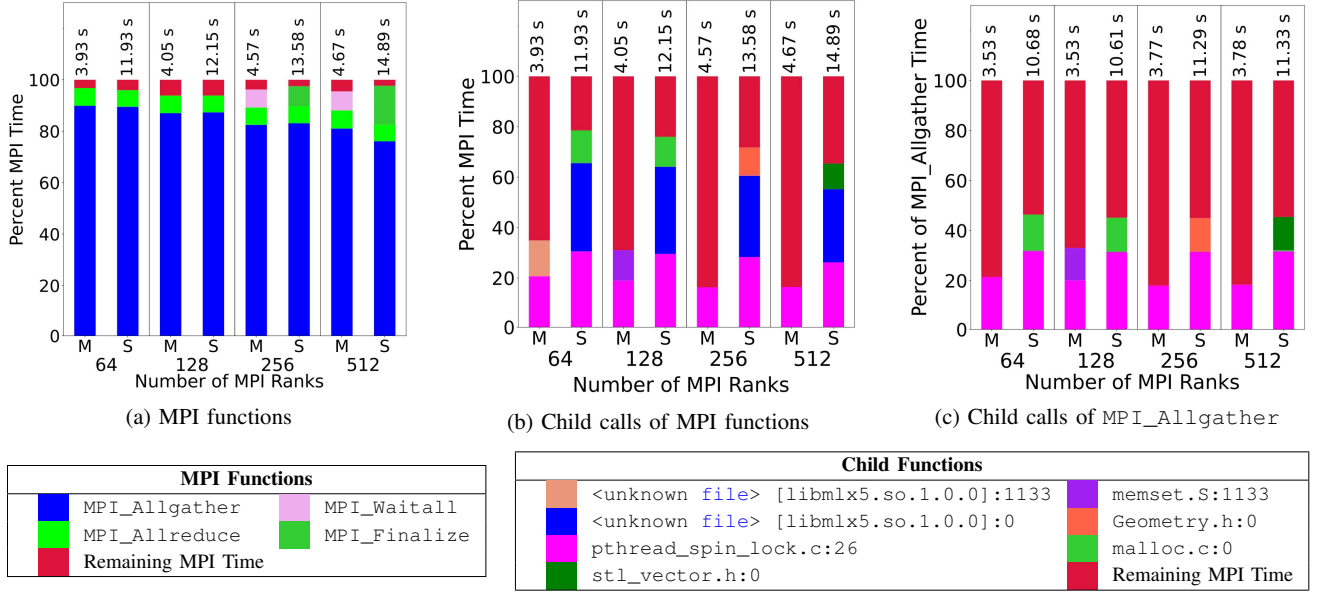 3.93 s
11.93 s
4.05 s
12.15 s
4.57 s
13.58 s
4.67 s
14.89 s
Percent MPI Time
100
80
60
40
20
0
M S M S M S M S
64 128 256 512
Number of MPI Ranks
(a) MPI functions
3.93 s
11.93 s
4.05 s
12.15 s
4.57 s
13.58 s
4.67 s
14.89 s
Percent MPI Time
100
80
60
40
20
0
M S M S M S M S
64 128 256 512
Number of MPI Ranks
(b) Child calls of MPI functions
3.53 s
10.68 s
3.53 s
10.61 s
3.77 s
11.29 s
3.78 s
11.33 s
Percent of MPI_Allgather Time
100
80
60
40
20
0
M S M S M S M S
64 128 256 512
Number of MPI Ranks
(c) Child calls of MPI_Allgather
MPI Functions
MPI_Allgather MPI_Waitall
MPI_Allreduce MPI_Finalize
Remaining MPI Time
Child Functions
<unknown file> [libmlx5.so.1.0.0]:1133 memset.S:1133
<unknown file> [libmlx5.so.1.0.0]:0 Geometry.h:0
pthread_spin_lock.c:26 malloc.c:0
stl_vector.h:0 Remaining MPI Time